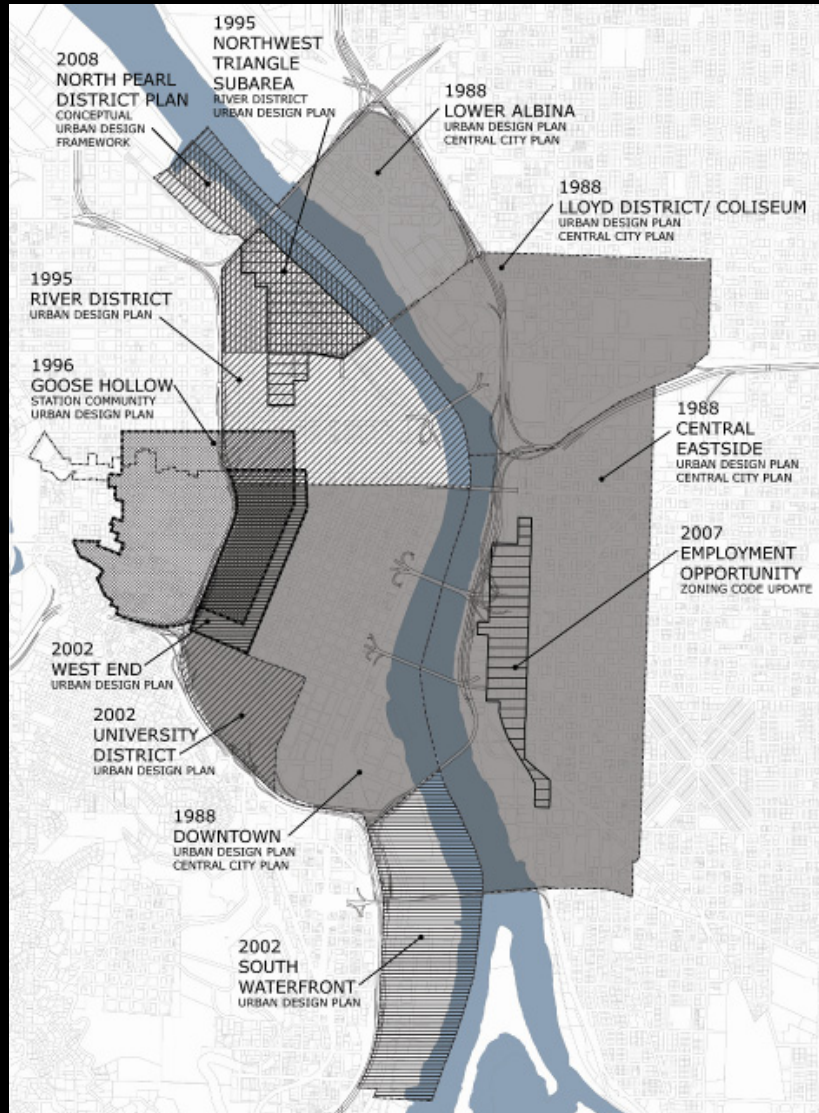 2008
NORTH PEARL
DISTRICT PLAN
CONCEPTUAL
URBAN DESIGN
FRAMEWORK
1995
NORTHWEST
TRIANGLE
SUBAREA
RIVER DISTRICT
URBAN DESIGN PLAN
1988
LOWER ALBINA
URBAN DESIGN PLAN
CENTRAL CITY PLAN
1988
LLOYD DISTRICT/ COLISEUM
URBAN DESIGN PLAN
CENTRAL CITY PLAN
1995
RIVER DISTRICT
URBAN DESIGN PLAN
1996
GOOSE HOLLOW
STATION COMMUNITY
URBAN DESIGN PLAN
1988
CENTRAL
EASTSIDE
URBAN DESIGN PLAN
CENTRAL CITY PLAN
2007
EMPLOYMENT
OPPORTUNITY
ZONING CODE UPDATE
2002
WEST END
URBAN DESIGN PLAN
2002
UNIVERSITY
DISTRICT
URBAN DESIGN PLAN
1988
DOWNTOWN
URBAN DESIGN PLAN
CENTRAL CITY PLAN
2002
SOUTH
WATERFRONT
URBAN DESIGN PLAN